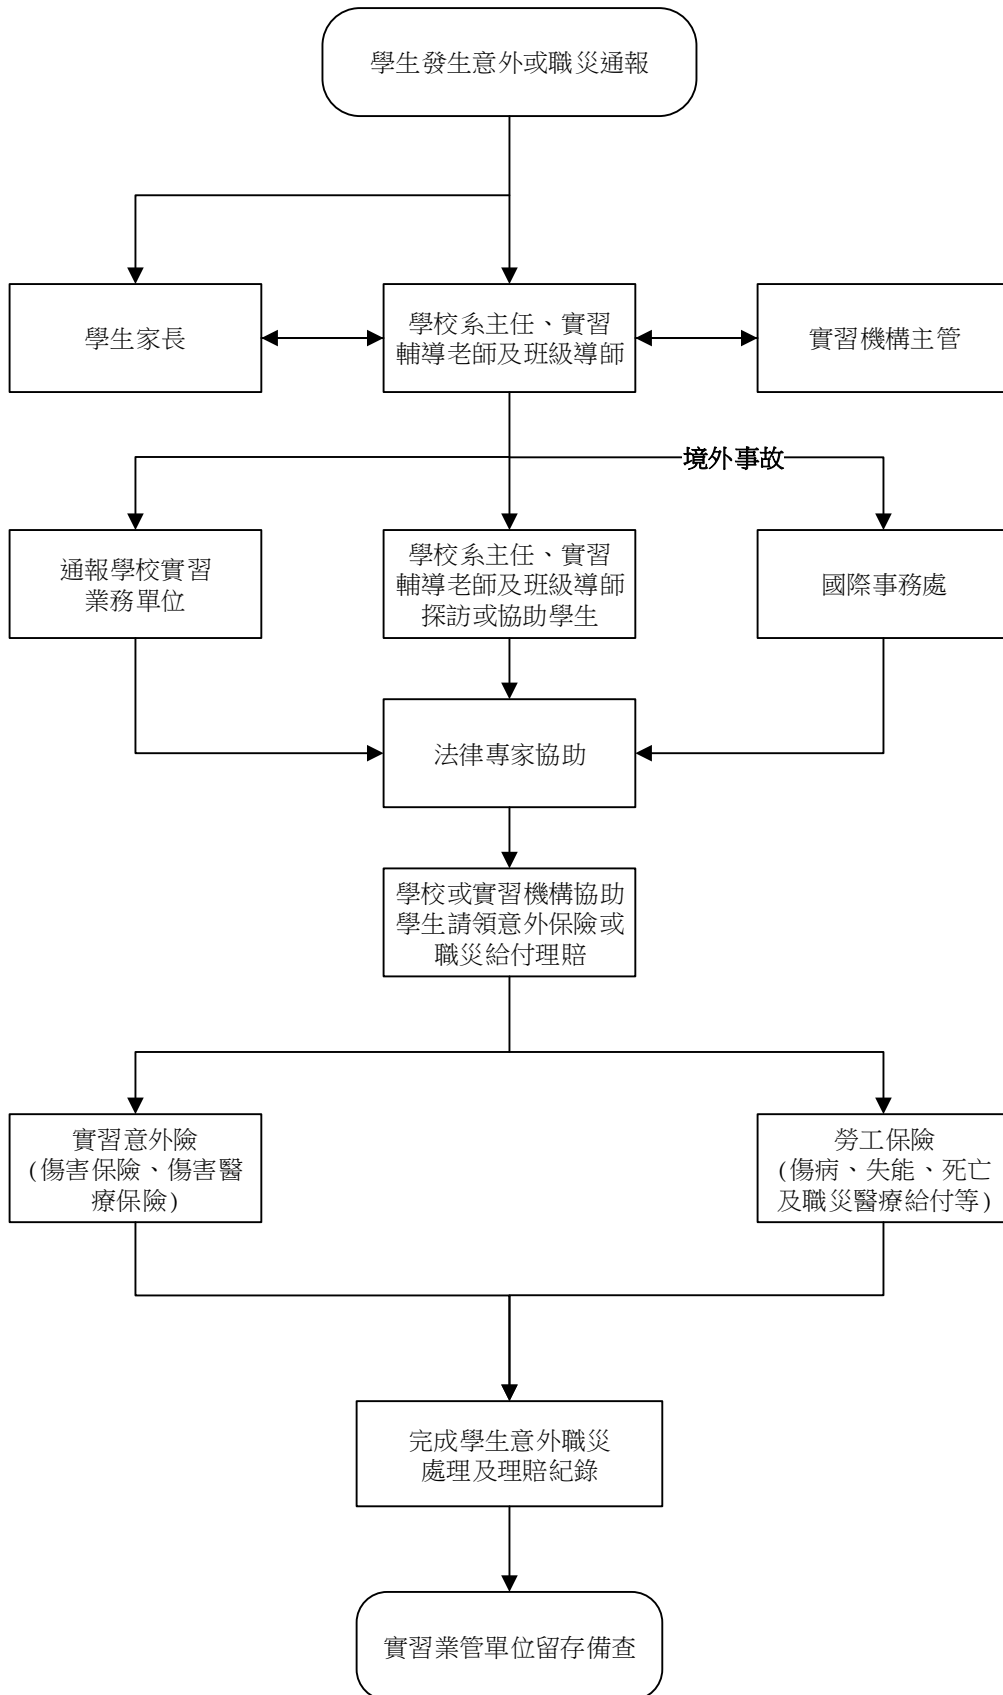 學生發生意外或職災通報
學生家長
學校系主任、實習
輔導老師及班級導師
實習機構主管
境外事故
通報學校實習
業務單位
學校系主任、實習
輔導老師及班級導師
探訪或協助學生
國際事務處
法律專家協助
學校或實習機構協助
學生請領意外保險或
職災給付理賠
實習意外險
(傷害保險、傷害醫
療保險)
勞工保險
(傷病、失能、死亡
及職災醫療給付等)
完成學生意外職災
處理及理賠紀錄
實習業管單位留存備查